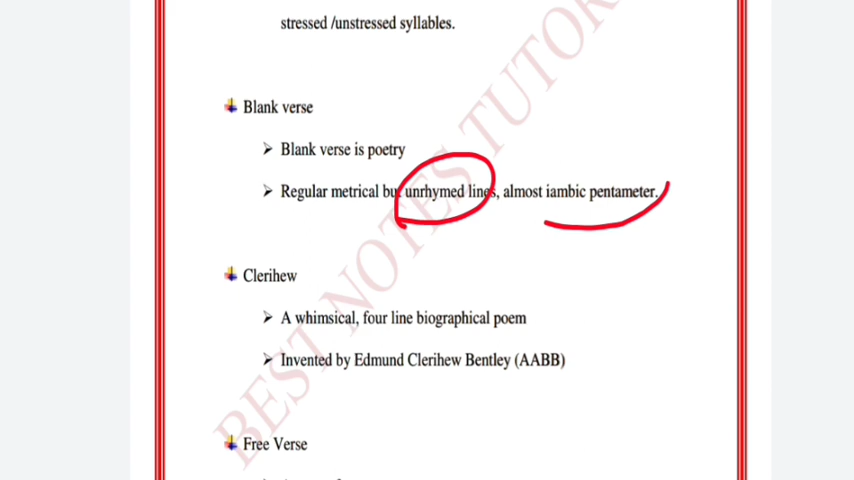 stressed /unstressed syllables.
Blank verse
Blank verse is poetry
Regular metrical but unrhymed lines, almost iambic pentameter.
Clerihew
A whimsical, four line biographical poem
Invented by Edmund Clerihew Bentley (AABB)
Free Verse
BEST NOTES TUTOR